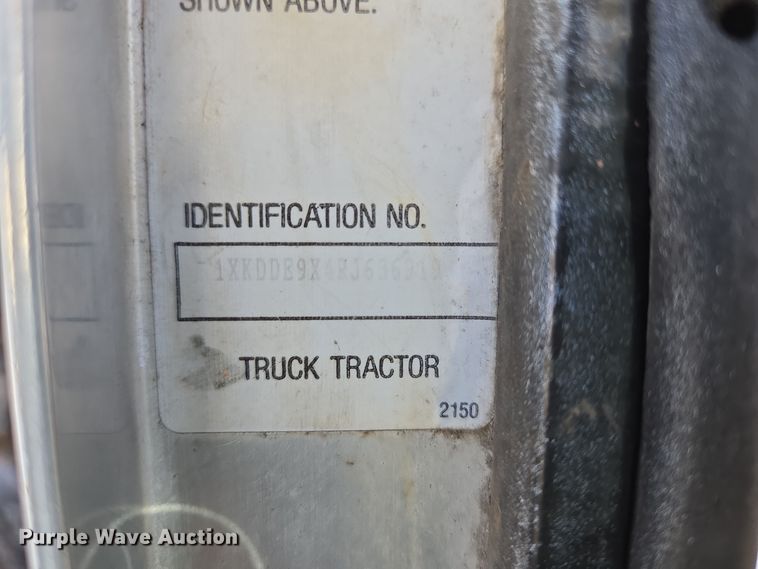 SHOWN ABOVE.
IDENTIFICATION NO.
TRUCK TRACTOR
2150
Purple Wave Auction